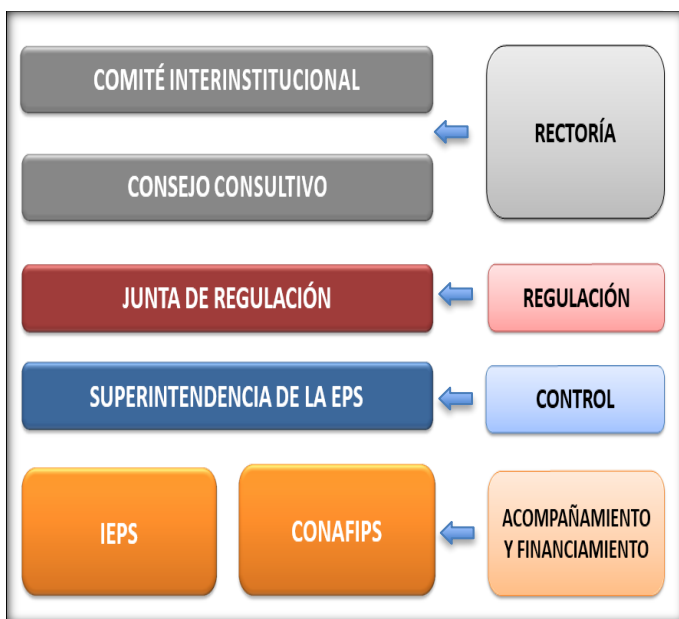 COMITÉ INTERINSTITUCIONAL
CONSEJO CONSULTIVO
RECTORÍA
JUNTA DE REGULACIÓN
REGULACIÓN
SUPERINTENDENCIA DE LA EPS
CONTROL
IEPS
CONAFIPS
ACOMPAÑAMIENTO
Y FINANCIAMIENTO